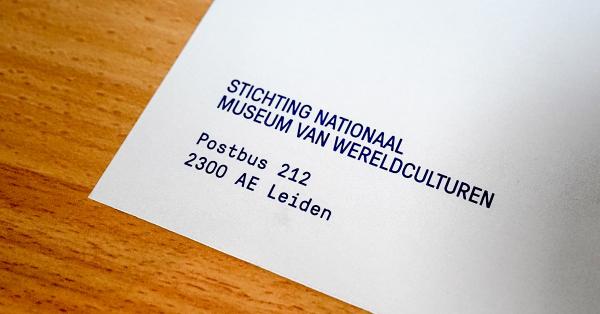 STICHTING NATIONAAL
MUSEUM VAN WERELDCULTUREN
Postbus 212
2300 AE Leiden